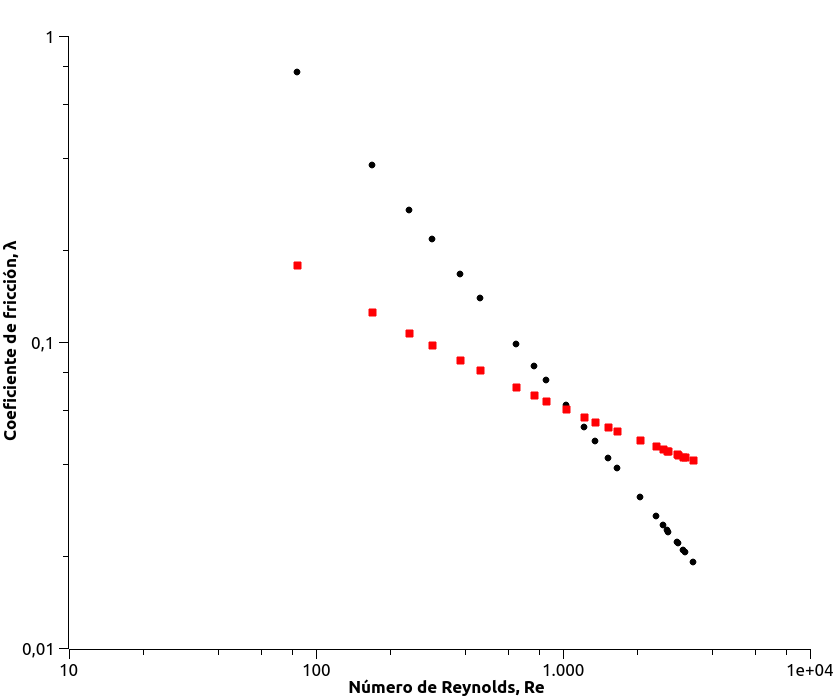 1
0,1
0,01
Coeficiente de fricción, λ
10
100
1.000
1e+04
Número de Reynolds, Re